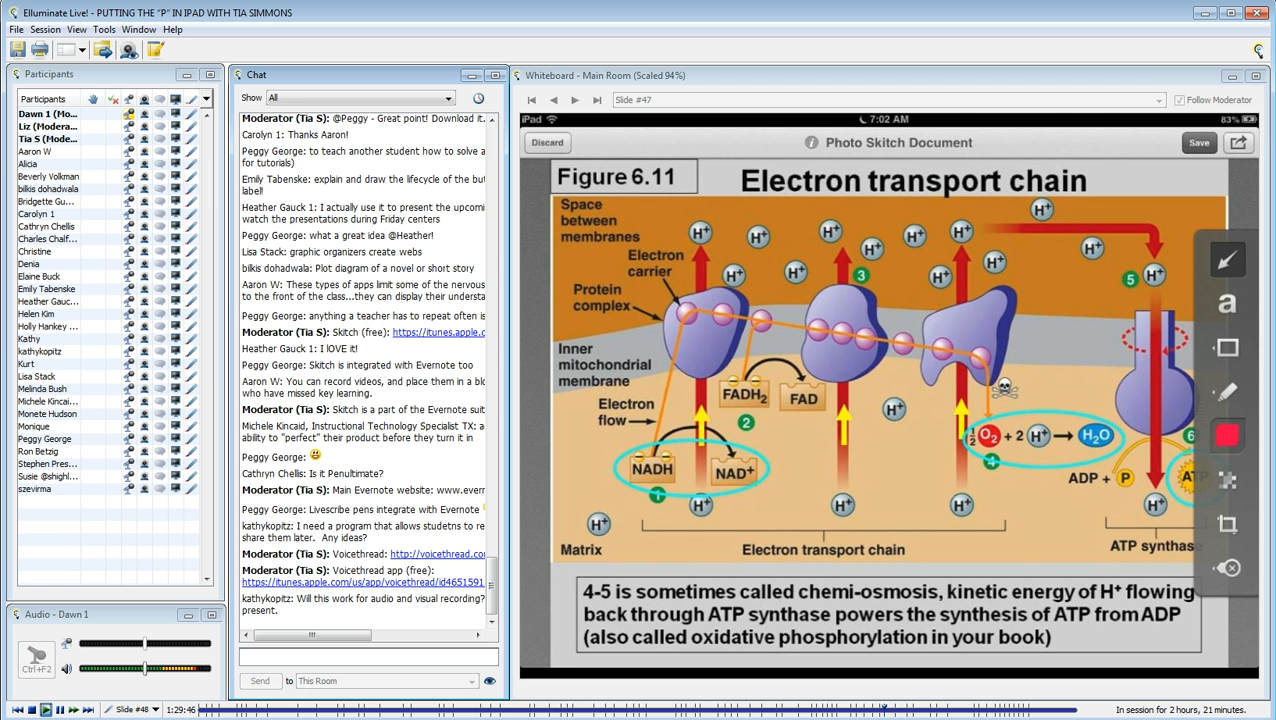 Elluminate Live! - PUTTING THE "P" IN IPAD WITH TIA SIMMONS
File Session View Tools Window Help
Participants
Participants
Dawn 1 (Mo...
Liz (Modera...
Tia S (Mode...
Aaron W
Alicia
Beverly Volkman
bilkis dohadwala
Bridgette Gu...
Carolyn 1
Cathryn Chellis
Charles Chalf...
Christine
Denia
Elaine Buck
Emily Tabenske
Heather Gauc...
Helen Kim
Holly Hankey ...
Kathy
kathykopitz
Kurt
Lisa Stack
Melinda Bush
Michele Kincai...
Monete Hudson
Monique
Peggy George
Ron Betzig
Stephen Pres...
Susie @shighl...
szevirma
Audio - Dawn 1
Ctrl+F2
Chat
Show All
Moderator (Tia S): @Peggy - Great point! Download it.
Carolyn 1: Thanks Aaron!
Peggy George: to teach another student how to solve a
for tutorials)
Emily Tabenske: explain and draw the lifecycle of the but
label!
Heather Gauck 1: I actually use it to present the upcomi
watch the presentations during Friday centers
Peggy George: what a great idea @Heather!
Lisa Stack: graphic organizers create webs
bilkis dohadwala: Plot diagram of a novel or short story
Aaron W: These types of apps limit some of the nervous
to the front of the class...they can display their understa
Peggy George: anything a teacher has to repeat often is
Moderator (Tia S): Skitch (free): https://itunes.apple.c
Heather Gauck 1: I lOVE it!
Peggy George: Skitch is integrated with Evernote too
Aaron W: You can record videos, and place them in a blo
who have missed key learning.
Moderator (Tia S): Skitch is a part of the Evernote suit
Michele Kincaid, Instructional Technology Specialist TX: a
ability to "perfect" their product before they turn it in
Peggy George:
Cathryn Chellis: Is it Penultimate?
Moderator (Tia S): Main Evernote website: www.evern
Peggy George: Livescribe pens integrate with Evernote
kathykopitz: I need a program that allows studetns to re
share them later. Any ideas?
Moderator (Tia S): Voicethread: http://voicethread.co
Moderator (Tia S): Voicethread app (free):
https://itunes.apple.com/us/app/voicethread/id4651591
kathykopitz: Will this work for audio and visual recording?
present.
Send to This Room
Whiteboard - Main Room (Scaled 94%)
Slide #47 Follow Moderator
iPad 7:02 AM 83%
Discard Photo Skitch Document Save
Figure 6.11 Electron transport chain
Space
between
membranes
Electron
carrier
Protein
complex
Inner
mitochondrial
membrane
Electron
flow
H+ H+ H+ H+ H+ H+ H+ H+ H+ H+ H+ H+ H+
3
5
FADH2 FAD
2
H+
NADH NAD+
1
½ O2 + 2 H+ → H2O
4
6
ADP + P ATP
H+ H+ H+ H+ H+
Matrix
Electron transport chain
ATP synthase
a
4-5 is sometimes called chemi-osmosis, kinetic energy of H+ flowing
back through ATP synthase powers the synthesis of ATP from ADP
(also called oxidative phosphorylation in your book)
Slide #48 1:29:46 In session for 2 hours, 21 minutes.